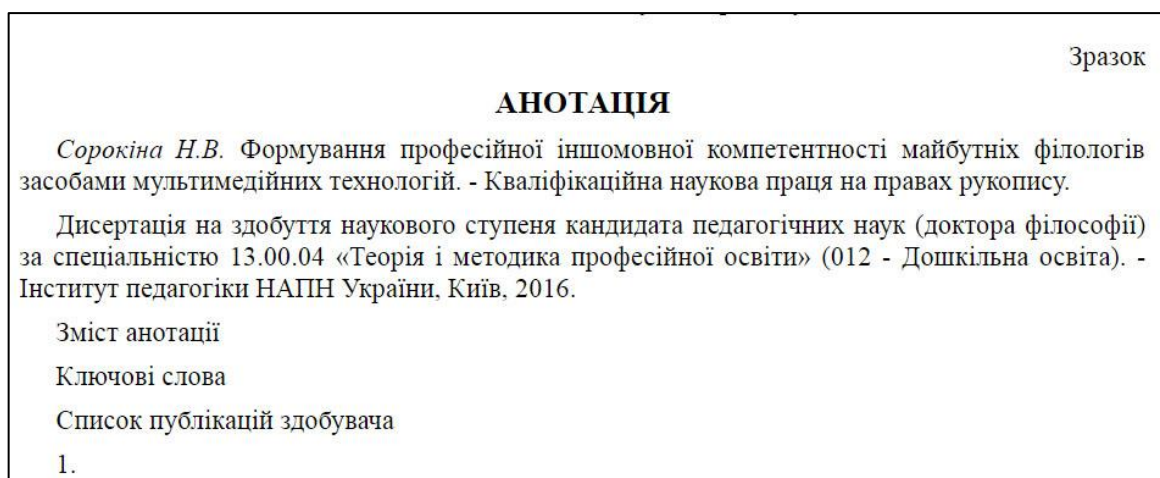 Зразок
АНОТАЦІЯ
Сорокіна Н.В. Формування професійної іншомовної компетентності майбутніх філологів
засобами мультимедійних технологій. - Кваліфікаційна наукова праця на правах рукопису.
Дисертація на здобуття наукового ступеня кандидата педагогічних наук (доктора філософії)
за спеціальністю 13.00.04 «Теорія і методика професійної освіти» (012 - Дошкільна освіта). -
Інститут педагогіки НАПН України, Київ, 2016.
Зміст анотації
Ключові слова
Список публікацій здобувача
1.